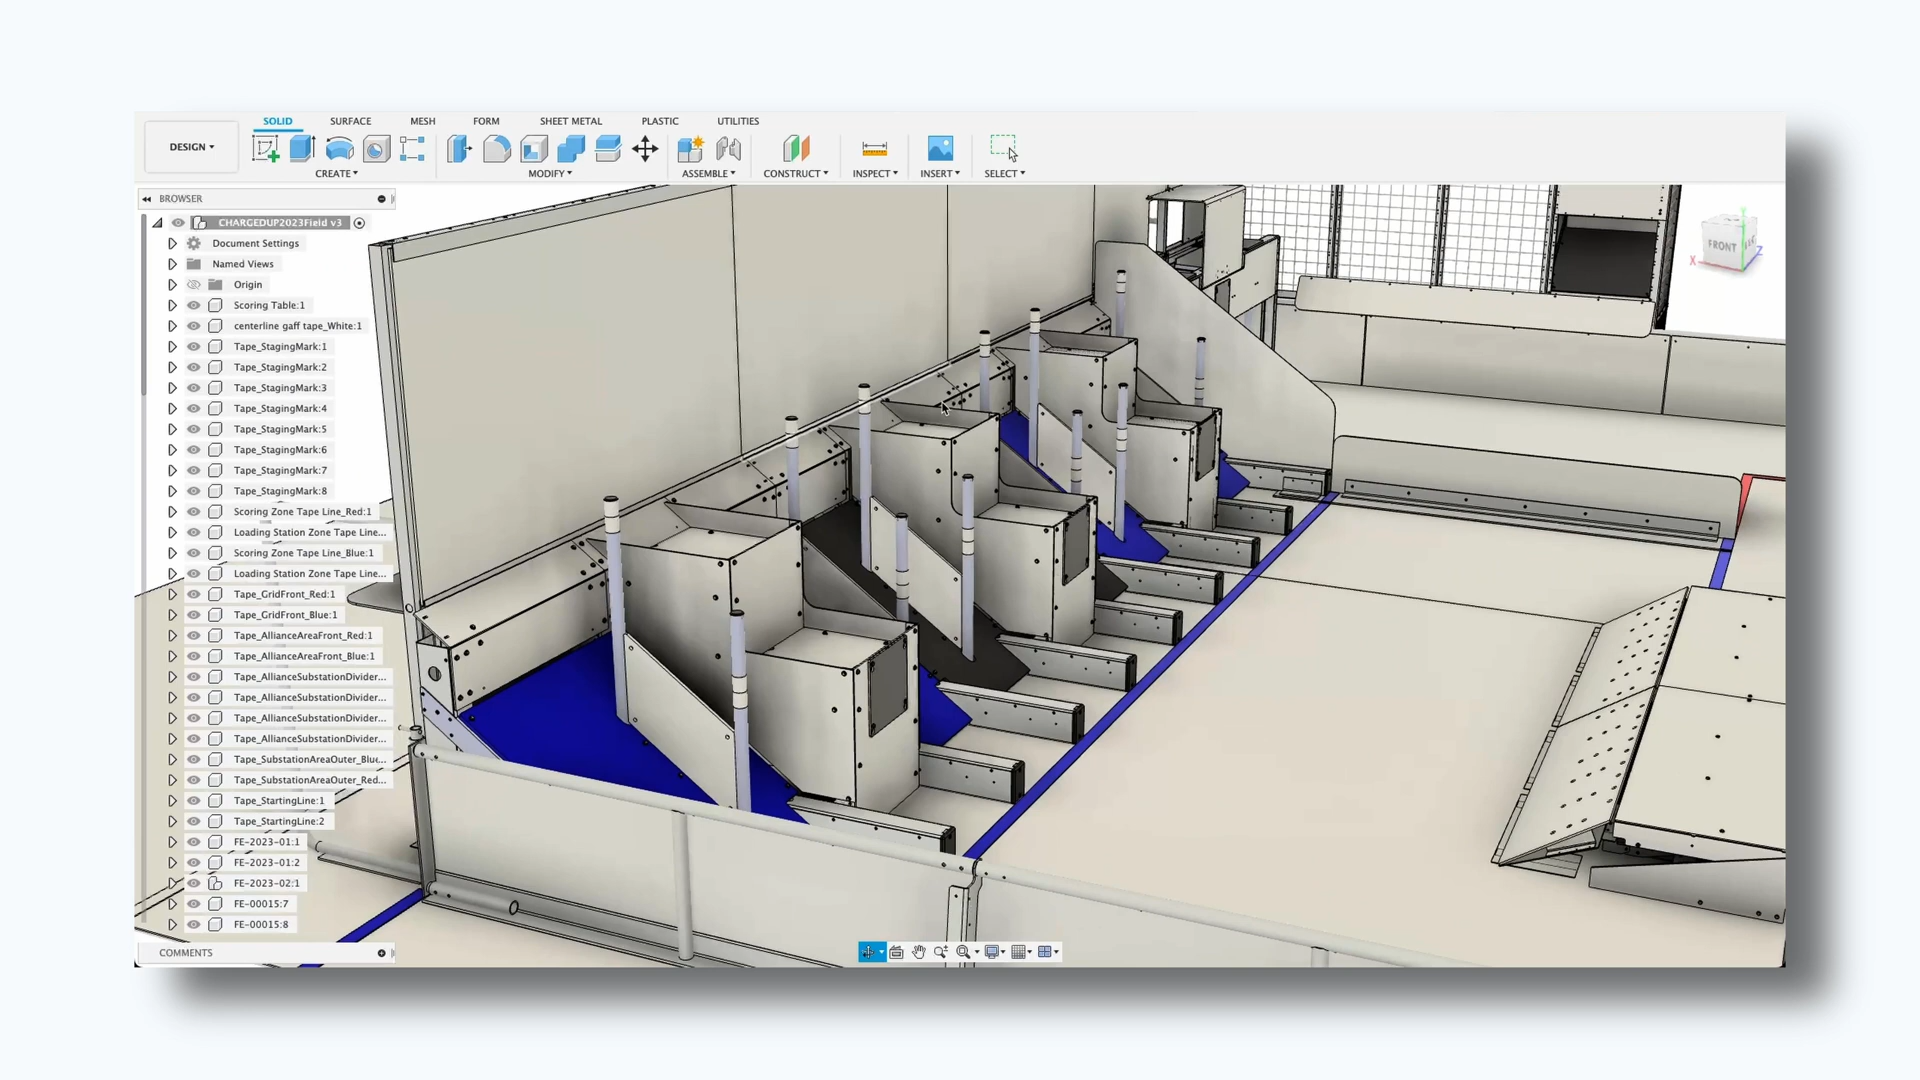 SOLID SURFACE MESH FORM SHEET METAL PLASTIC UTILITIES
DESIGN
CREATE MODIFY ASSEMBLE CONSTRUCT INSPECT INSERT SELECT
BROWSER
CHARGEDUP2023Field v3
Document Settings
Named Views
Origin
Scoring Table:1
centerline gaff tape_White:1
Tape_StagingMark:1
Tape_StagingMark:2
Tape_StagingMark:3
Tape_StagingMark:4
Tape_StagingMark:5
Tape_StagingMark:6
Tape_StagingMark:7
Tape_StagingMark:8
Scoring Zone Tape Line_Red:1
Loading Station Zone Tape Line...
Scoring Zone Tape Line_Blue:1
Loading Station Zone Tape Line...
Tape_GridFront_Red:1
Tape_GridFront_Blue:1
Tape_AllianceAreaFront_Red:1
Tape_AllianceAreaFront_Blue:1
Tape_AllianceSubstationDivider...
Tape_AllianceSubstationDivider...
Tape_AllianceSubstationDivider...
Tape_AllianceSubstationDivider...
Tape_SubstationAreaOuter_Blu...
Tape_SubstationAreaOuter_Red...
Tape_StartingLine:1
Tape_StartingLine:2
FE-2023-01:1
FE-2023-01:2
FE-2023-02:1
FE-00015:7
FE-00015:8
COMMENTS
FRONT
X
Z